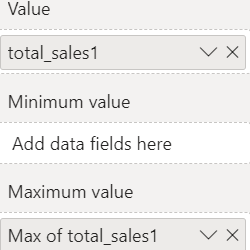 Value
total_sales1
Minimum value
Add data fields here
Maximum value
Max of total_sales1